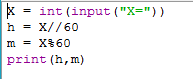 X = int(input("X="))
h = X//60
m = X%60
print(h,m)